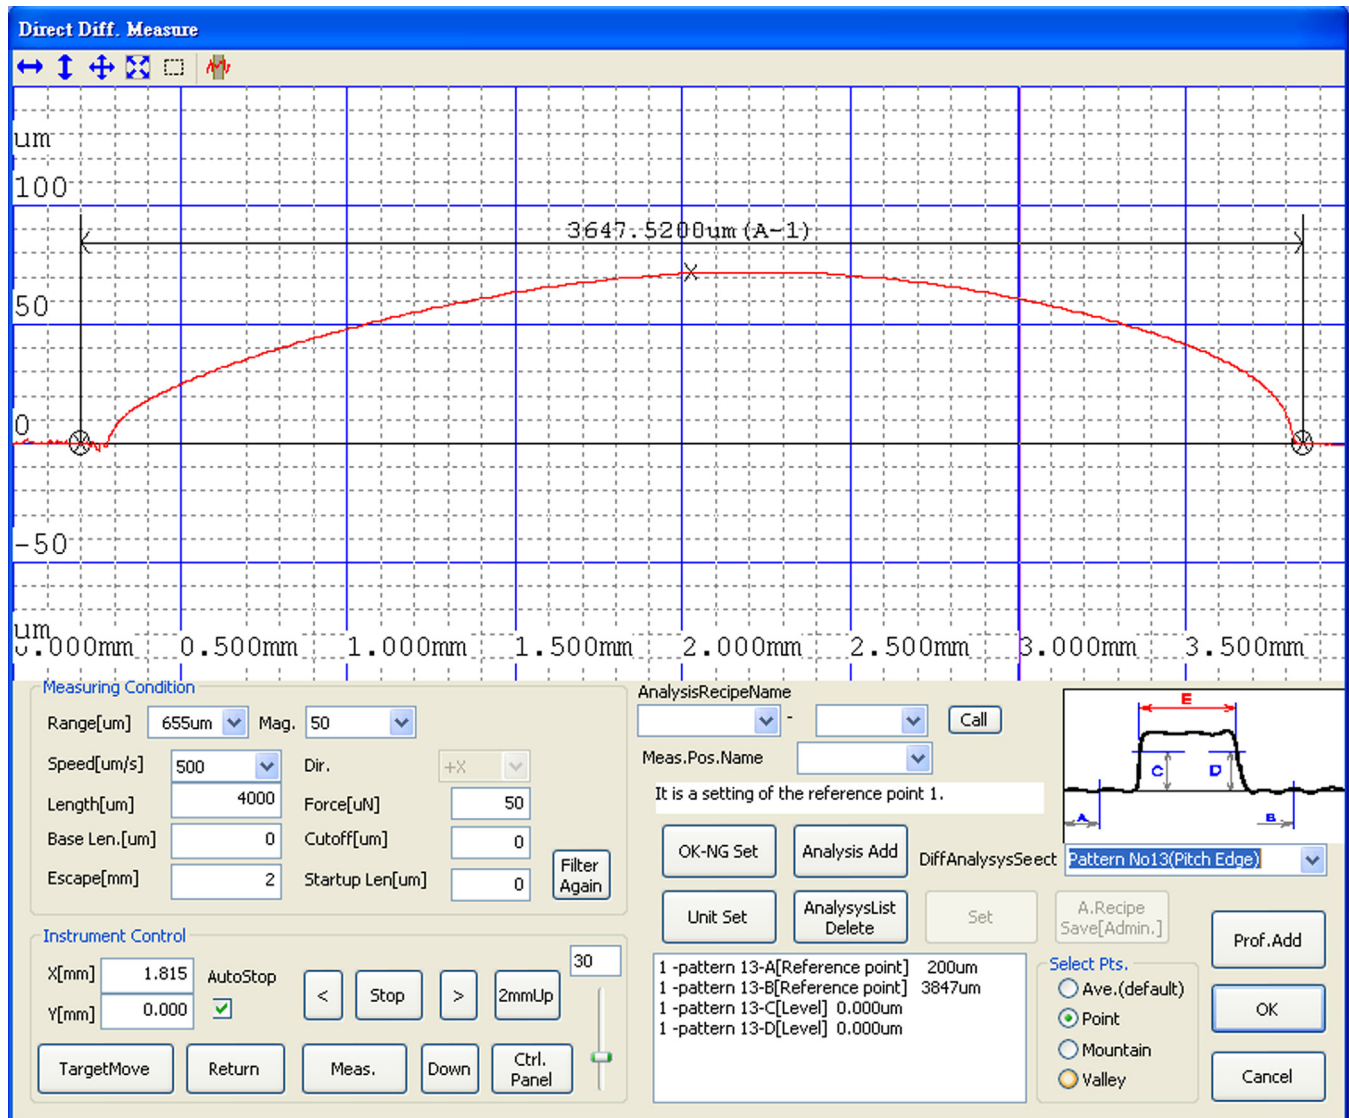 Direct Diff. Measure
um
100
3647.5200um(A-1)
50
0
-50
um
0.000mm 0.500mm 1.000mm 1.500mm 2.000mm 2.500mm 3.000mm 3.500mm
Measuring Condition
Range[um] 655um Mag. 50
Speed[um/s] 500 Dir. +X
Length[um] 4000 Force[uN] 50
Base Len.[um] 0 Cutoff[um] 0
Escape[mm] 2 Startup Len[um] 0
Filter
Again
Instrument Control
X[mm] 1.815 AutoStop
Y[mm] 0.000
< Stop > 2mmUp
30
TargetMove Return Meas. Down Ctrl.
Panel
AnalysisRecipeName
- Call
Meas.Pos.Name
It is a setting of the reference point 1.
E
C D
A B
OK-NG Set Analysis Add DiffAnalysysSeect Pattern No13(Pitch Edge)
Unit Set AnalysysList
Delete Set A.Recipe
Save[Admin.]
Prof.Add
1 -pattern 13-A[Reference point] 200um
1 -pattern 13-B[Reference point] 3847um
1 -pattern 13-C[Level] 0.000um
1 -pattern 13-D[Level] 0.000um
Select Pts.
Ave.(default)
Point
Mountain
Valley
OK
Cancel